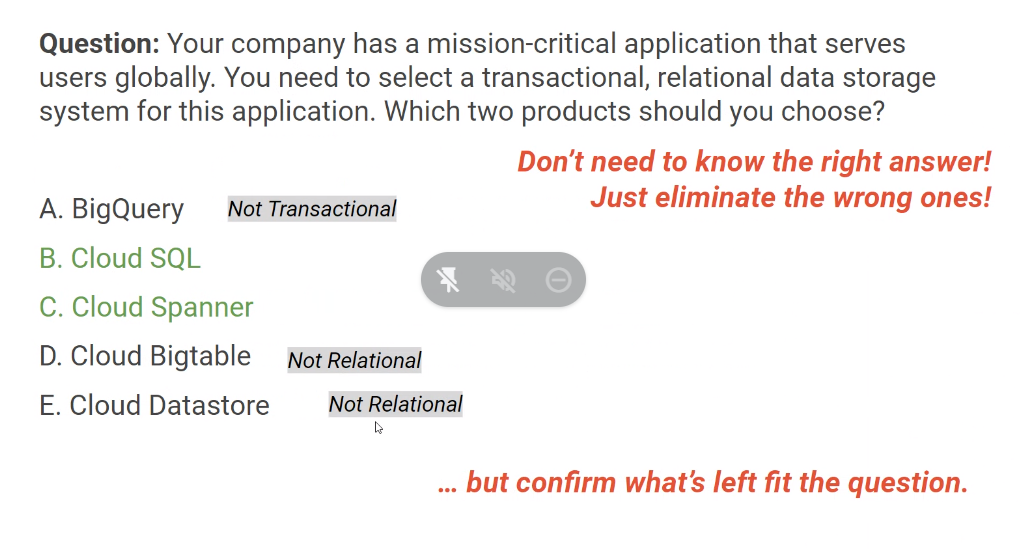 Question: Your company has a mission-critical application that serves
users globally. You need to select a transactional, relational data storage
system for this application. Which two products should you choose?
Don't need to know the right answer!
Just eliminate the wrong ones!
A. BigQuery Not Transactional
B. Cloud SQL
C. Cloud Spanner
D. Cloud Bigtable Not Relational
E. Cloud Datastore Not Relational
... but confirm what's left fit the question.